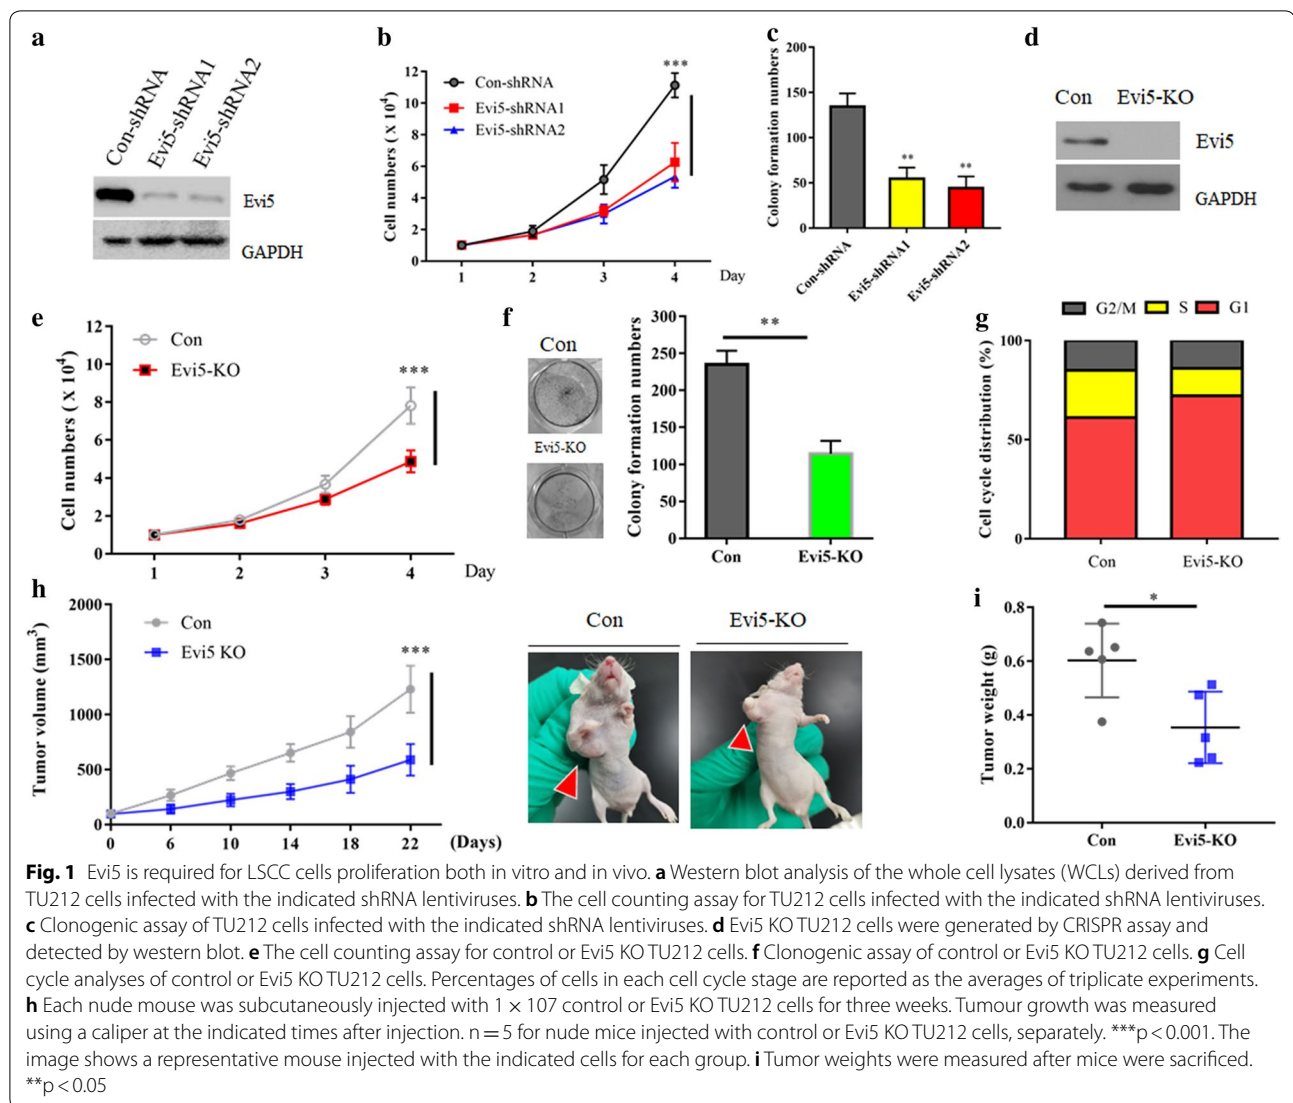 a
Con-shRNA
Evi5-shRNA1
Evi5-shRNA2
Evi5
GAPDH
b
Cell numbers ( X 10⁴)
12
10
8
6
4
2
0
1 2 3 4 Day
Con-shRNA
Evi5-shRNA1
Evi5-shRNA2
***
c
Colony formation numbers
200
150
100
50
0
** **
Con-shRNA
Evi5-shRNA1
Evi5-shRNA2
d
Con Evi5-KO
Evi5
GAPDH
e
Cell numbers ( X 10⁴)
12
10
8
6
4
2
0
1 2 3 4 Day
Con
Evi5-KO
***
f
Con
Evi5-KO
Colony formation numbers
300
250
200
150
100
50
0
**
Con Evi5-KO
g
G2/M S G1
Cell cycle distribution (%)
100
50
0
Con Evi5-KO
h
Tumor volume (mm³)
2000
1500
1000
500
0
0 6 10 14 18 22 (Days)
Con
Evi5 KO
***
Con Evi5-KO
i
Tumor weight (g)
0.8
0.6
0.4
0.2
0.0
*
Con Evi5-KO
Fig. 1 Evi5 is required for LSCC cells proliferation both in vitro and in vivo. a Western blot analysis of the whole cell lysates (WCLs) derived from
TU212 cells infected with the indicated shRNA lentiviruses. b The cell counting assay for TU212 cells infected with the indicated shRNA lentiviruses.
c Clonogenic assay of TU212 cells infected with the indicated shRNA lentiviruses. d Evi5 KO TU212 cells were generated by CRISPR assay and
detected by western blot. e The cell counting assay for control or Evi5 KO TU212 cells. f Clonogenic assay of control or Evi5 KO TU212 cells. g Cell
cycle analyses of control or Evi5 KO TU212 cells. Percentages of cells in each cell cycle stage are reported as the averages of triplicate experiments.
h Each nude mouse was subcutaneously injected with 1 × 107 control or Evi5 KO TU212 cells for three weeks. Tumour growth was measured
using a caliper at the indicated times after injection. n = 5 for nude mice injected with control or Evi5 KO TU212 cells, separately. ***p < 0.001. The
image shows a representative mouse injected with the indicated cells for each group. i Tumor weights were measured after mice were sacrificed.
**p < 0.05